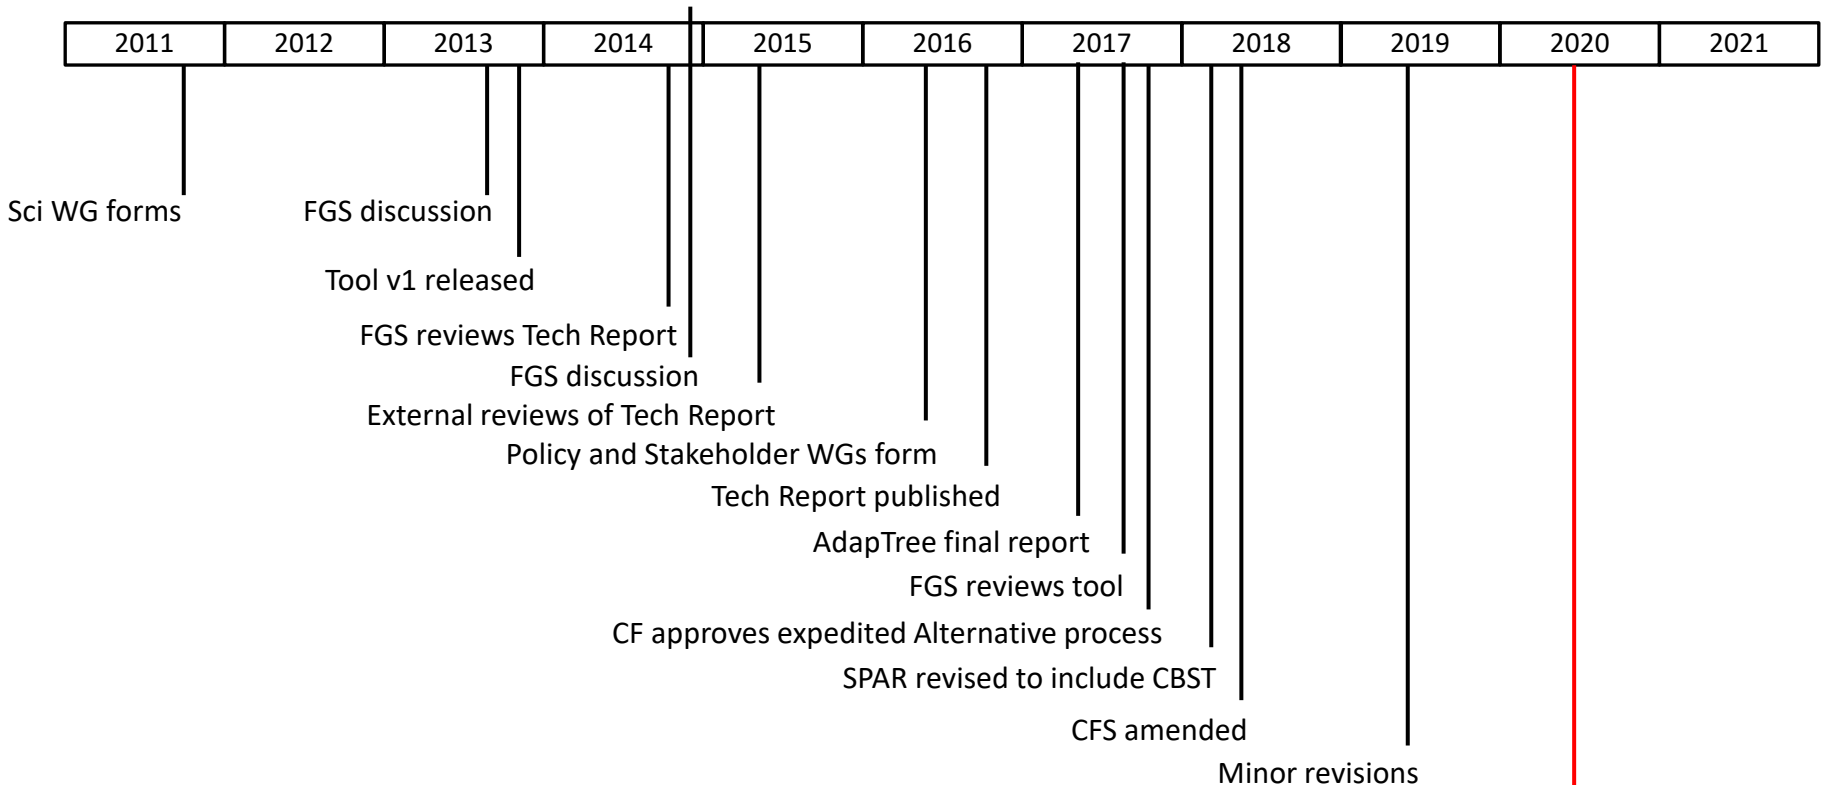 2011 2012 2013 2014 2015 2016 2017 2018 2019 2020 2021
Sci WG forms
FGS discussion
Tool v1 released
FGS reviews Tech Report
FGS discussion
External reviews of Tech Report
Policy and Stakeholder WGs form
Tech Report published
AdapTree final report
FGS reviews tool
CF approves expedited Alternative process
SPAR revised to include CBST
CFS amended
Minor revisions